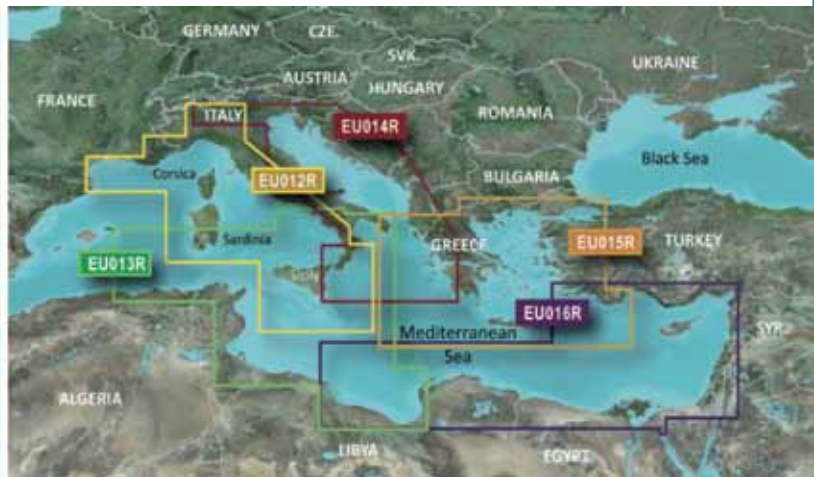 GERMANY
CZE.
SVK.
UKRAINE
FRANCE
AUSTRIA
HUNGARY
ITALY
ROMANIA
EU014R
Black Sea
Corsica
EU012R
BULGARIA
Sardinia
GREECE
EU015R
TURKEY
EU013R
EU016R
Mediterranean
Sea
SYR.
ALGERIA
LIBYA
EGYPT